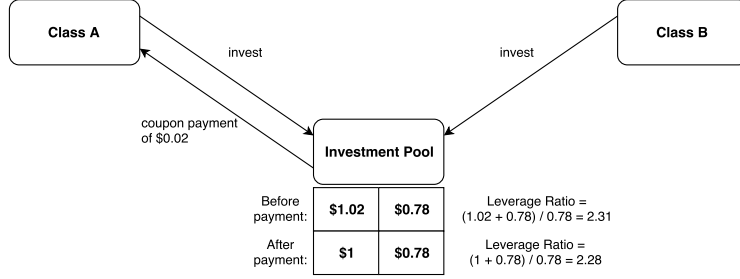 Class A
Class B
invest
invest
coupon payment
of $0.02
Investment Pool
Before
payment:
$1.02
$0.78
Leverage Ratio =
(1.02 + 0.78) / 0.78 = 2.31
After
payment:
$1
$0.78
Leverage Ratio =
(1 + 0.78) / 0.78 = 2.28